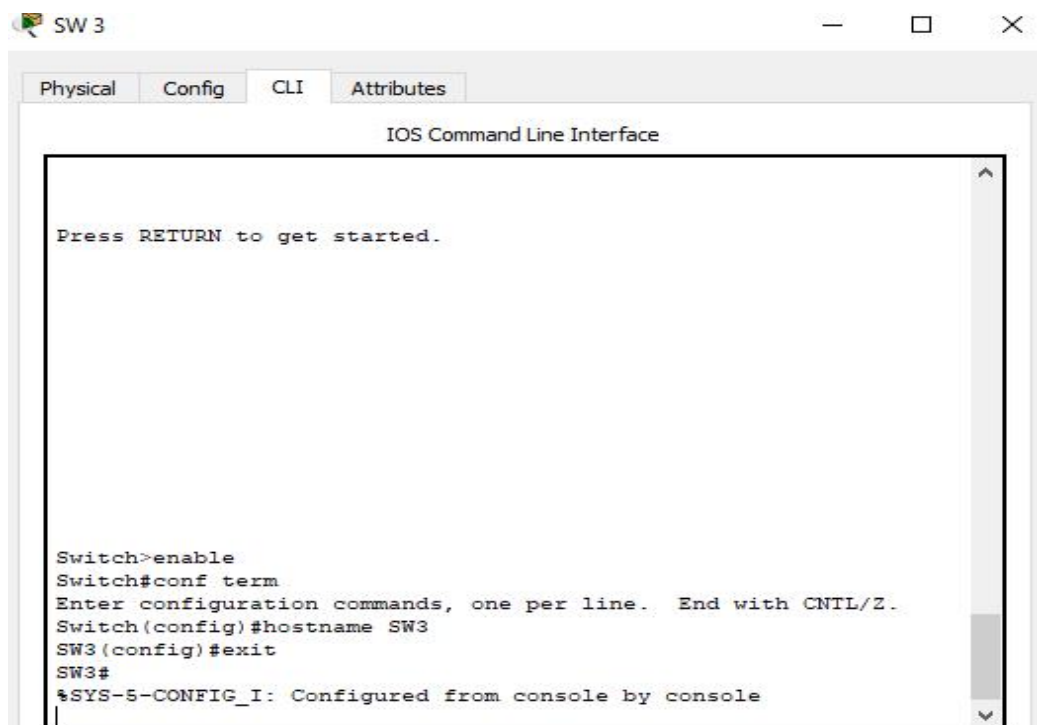 SW 3
Physical Config CLI Attributes
IOS Command Line Interface
Press RETURN to get started.
Switch>enable
Switch#conf term
Enter configuration commands, one per line.  End with CNTL/Z.
Switch(config)#hostname SW3
SW3(config)#exit
SW3#
%SYS-5-CONFIG_I: Configured from console by console